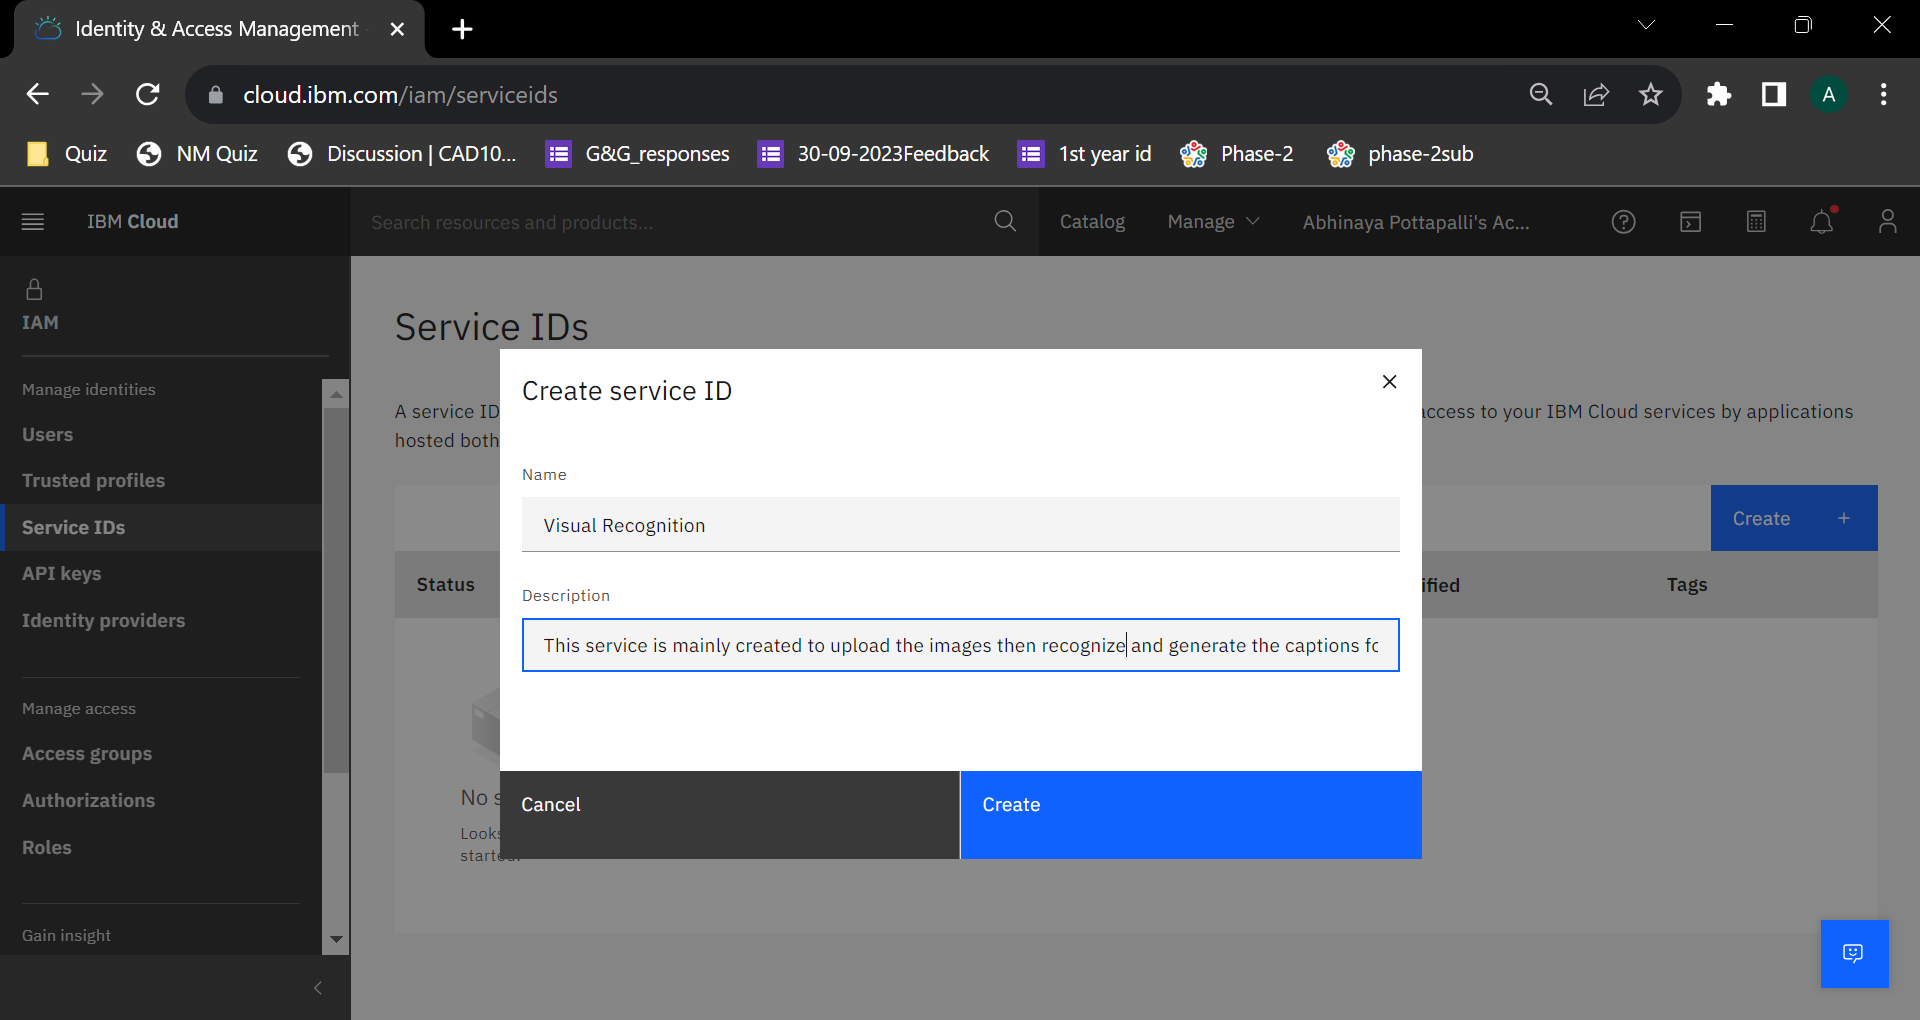 Identity & Access Management
cloud.ibm.com/iam/serviceids
A
Quiz
NM Quiz
Discussion | CAD10...
G&G_responses
30-09-2023Feedback
1st year id
Phase-2
phase-2sub
IBM Cloud
Search resources and products...
Catalog
Manage
Abhinaya Pottapalli's Ac...
IAM
Manage identities
Users
Trusted profiles
Service IDs
API keys
Identity providers
Manage access
Access groups
Authorizations
Roles
Gain insight
Service IDs
A service ID
access to your IBM Cloud services by applications
hosted both
Create +
Status
Tags
No
Looks
Create service ID
Name
Visual Recognition
Description
This service is mainly created to upload the images then recognize and generate the captions
Cancel
Create